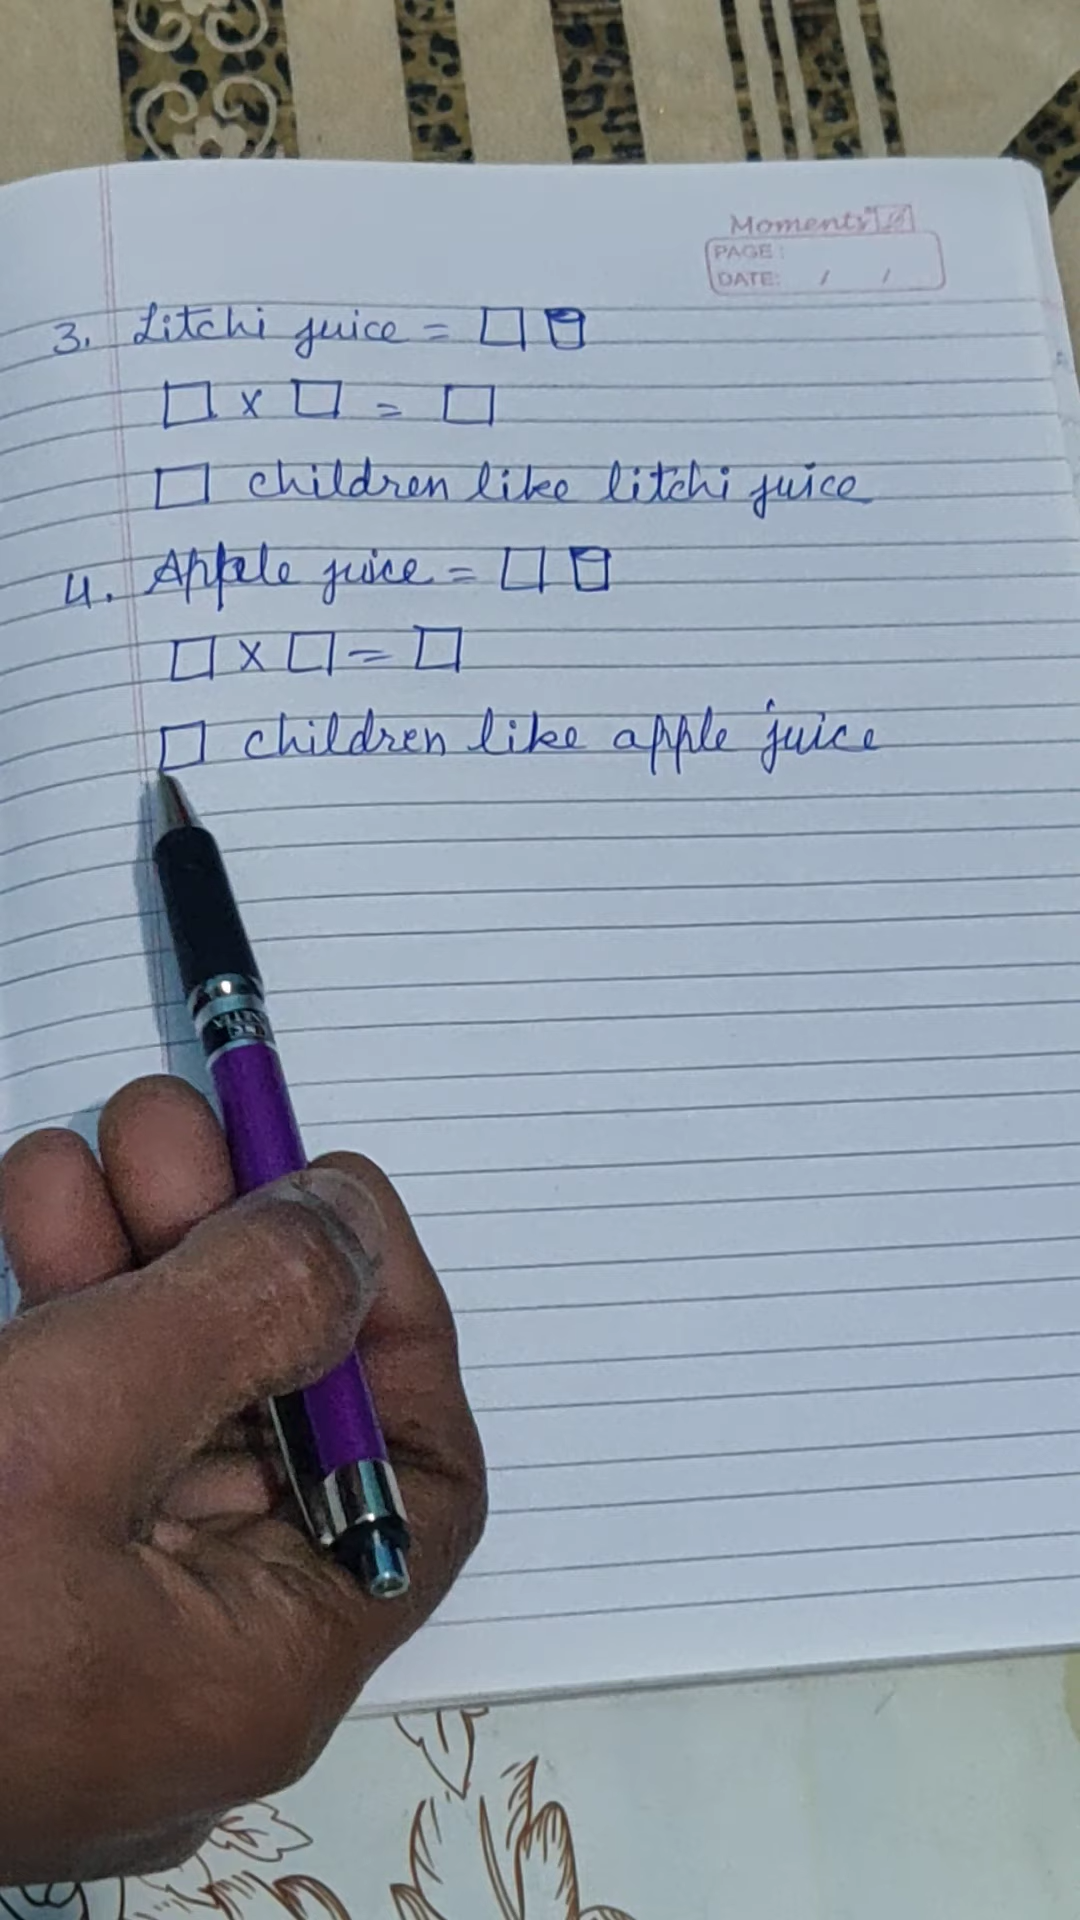 Moments
PAGE:
DATE: / /
3. Litchi juice = □ □
□ x □ = □
□ children like litchi juice
4. Apple juice = □ □
□ x □ = □
□ children like apple juice